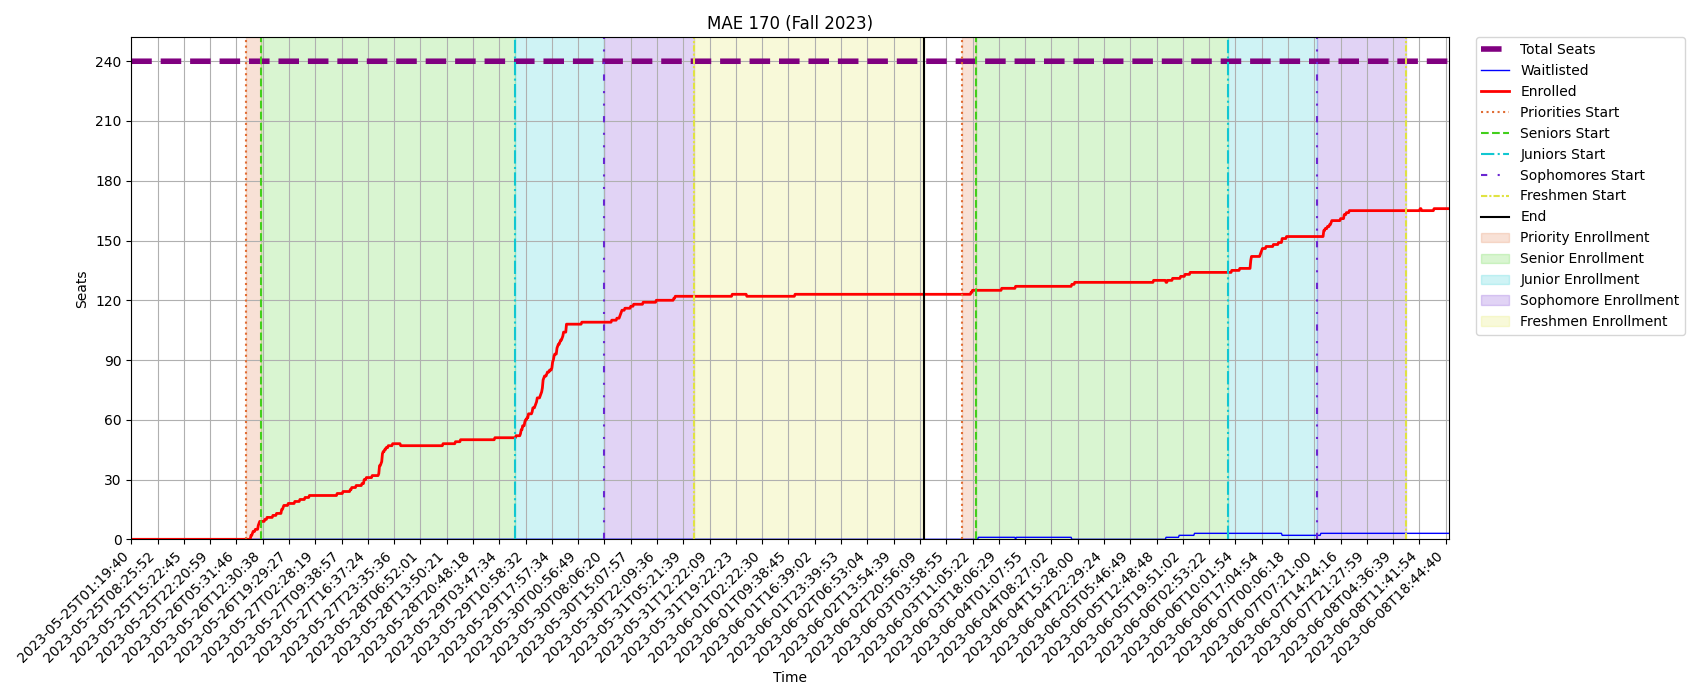 MAE 170 (Fall 2023)
Seats
240
210
180
150
120
90
60
30
0
2023-05-25T01:19:40
2023-05-25T08:25:52
2023-05-25T15:22:45
2023-05-25T22:20:59
2023-05-26T05:31:46
2023-05-26T12:30:38
2023-05-26T19:29:27
2023-05-27T02:28:19
2023-05-27T09:38:57
2023-05-27T16:37:24
2023-05-27T23:35:36
2023-05-28T06:52:01
2023-05-28T13:50:21
2023-05-28T20:48:18
2023-05-29T03:47:34
2023-05-29T10:58:32
2023-05-29T17:57:34
2023-05-30T00:56:49
2023-05-30T08:06:20
2023-05-30T15:07:57
2023-05-30T22:09:36
2023-05-31T05:21:39
2023-05-31T12:22:09
2023-05-31T19:22:23
2023-06-01T02:22:30
2023-06-01T09:38:45
2023-06-01T16:39:02
2023-06-01T23:39:53
2023-06-02T06:53:04
2023-06-02T13:54:39
2023-06-02T20:56:09
2023-06-03T03:58:55
2023-06-03T11:05:22
2023-06-03T18:06:29
2023-06-04T01:07:55
2023-06-04T08:27:02
2023-06-04T15:28:00
2023-06-04T22:29:24
2023-06-05T05:46:49
2023-06-05T12:48:48
2023-06-05T19:51:02
2023-06-06T02:53:22
2023-06-06T10:01:54
2023-06-06T17:04:54
2023-06-07T00:06:18
2023-06-07T07:21:00
2023-06-07T14:24:16
2023-06-07T21:27:59
2023-06-08T04:36:39
2023-06-08T11:41:54
2023-06-08T18:44:40
Time
Total Seats
Waitlisted
Enrolled
Priorities Start
Seniors Start
Juniors Start
Sophomores Start
Freshmen Start
End
Priority Enrollment
Senior Enrollment
Junior Enrollment
Sophomore Enrollment
Freshmen Enrollment